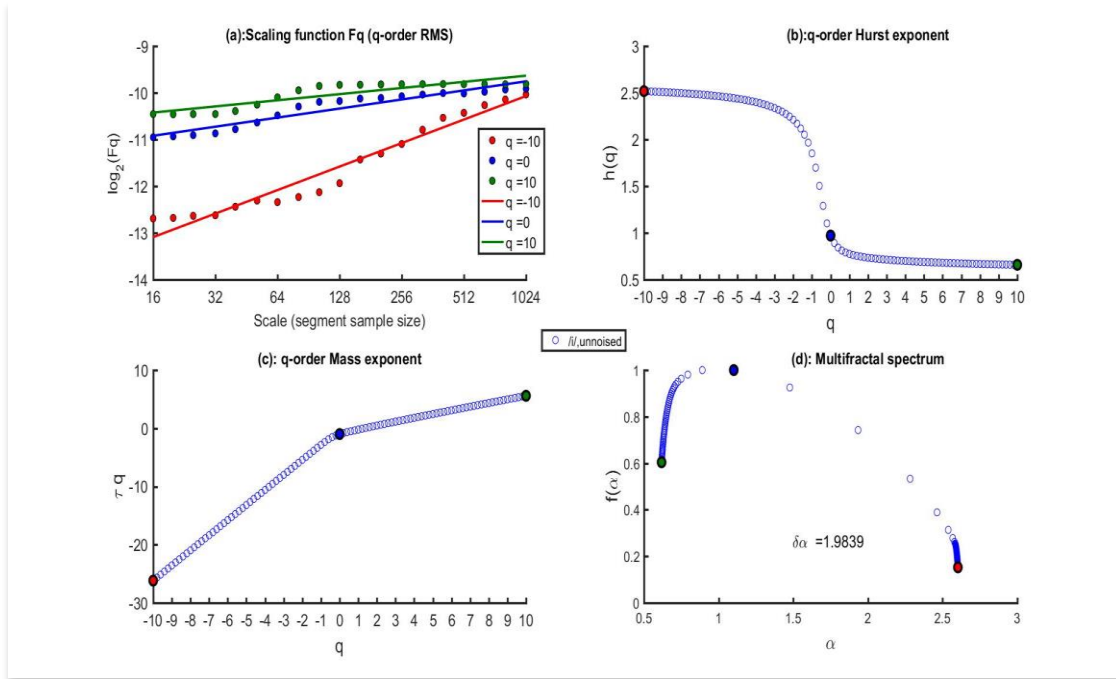 (a):Scaling function Fq (q-order RMS)
-9
-10
-11
-12
-13
-14
log2(Fq)
16 32 64 128 256 512 1024
Scale (segment sample size)
q =-10
q =0
q =10
q =-10
q =0
q =10
(b):q-order Hurst exponent
2.5
2
1.5
1
0.5
h(q)
-10 -9 -8 -7 -6 -5 -4 -3 -2 -1 0 1 2 3 4 5 6 7 8 9 10
q
/i/,unnoised
(c): q-order Mass exponent
10
0
-10
-20
-30
τ q
-10 -9 -8 -7 -6 -5 -4 -3 -2 -1 0 1 2 3 4 5 6 7 8 9 10
q
(d): Multifractal spectrum
1
0.8
0.6
0.4
0.2
0
f(α)
δα =1.9839
0.5 1 1.5 2 2.5 3
α